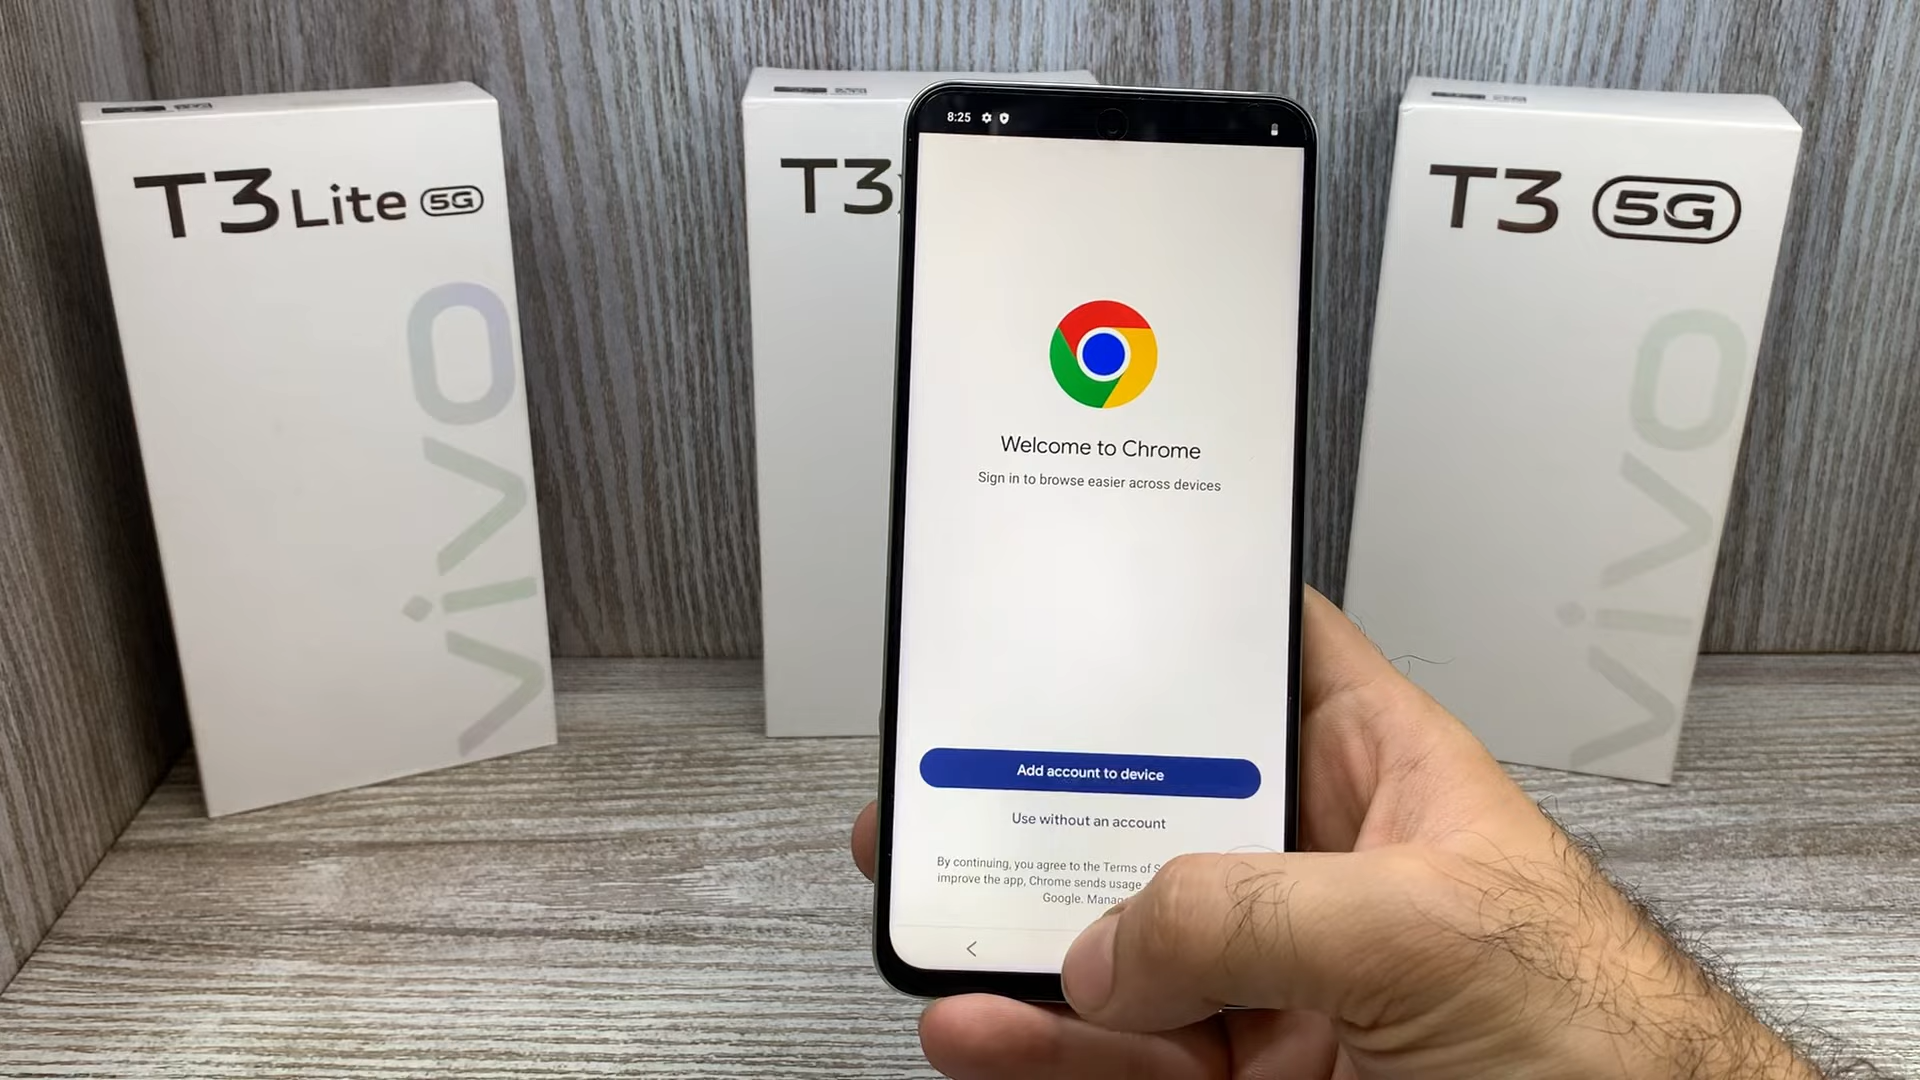 T3 Lite 5G
vivo
T3
T3 5G
vivo
8:25
Welcome to Chrome
Sign in to browse easier across devices
Add account to device
Use without an account
By continuing, you agree to the Terms of
improve the app, Chrome sends usage
Google.